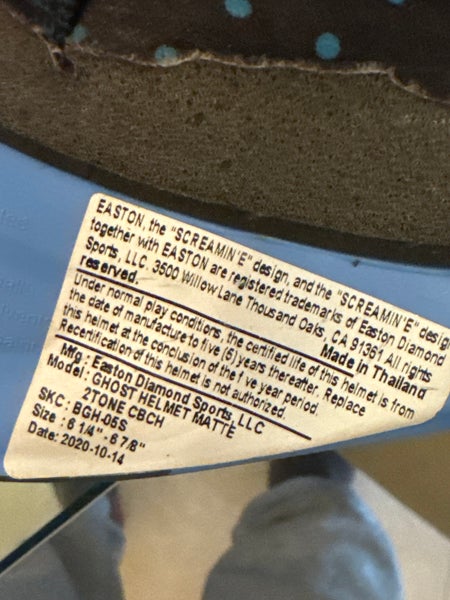 EASTON, the "SCREAMIN'E" design, and the "SCREAMIN'E" desig
together with EASTON are registered trademarks of Easton Diamond
Sports, LLC. 3500 Willow Lane Thousand Oaks, CA 91361 All rights
reserved.
Made in Thailand
Under normal play conditions, the certified life of this helmet is from
the date of manufacture to five (5) years thereafter. Replace
this helmet at the conclusion of the five year period.
Recertification of this helmet is not authorized.
Mfg : Easton Diamond Sports, LLC
Model : GHOST HELMET MATTE
2TONE CBCH
SKC : BGH-05S
Size : 6 1/4" - 6 7/8"
Date: 2020-10-14